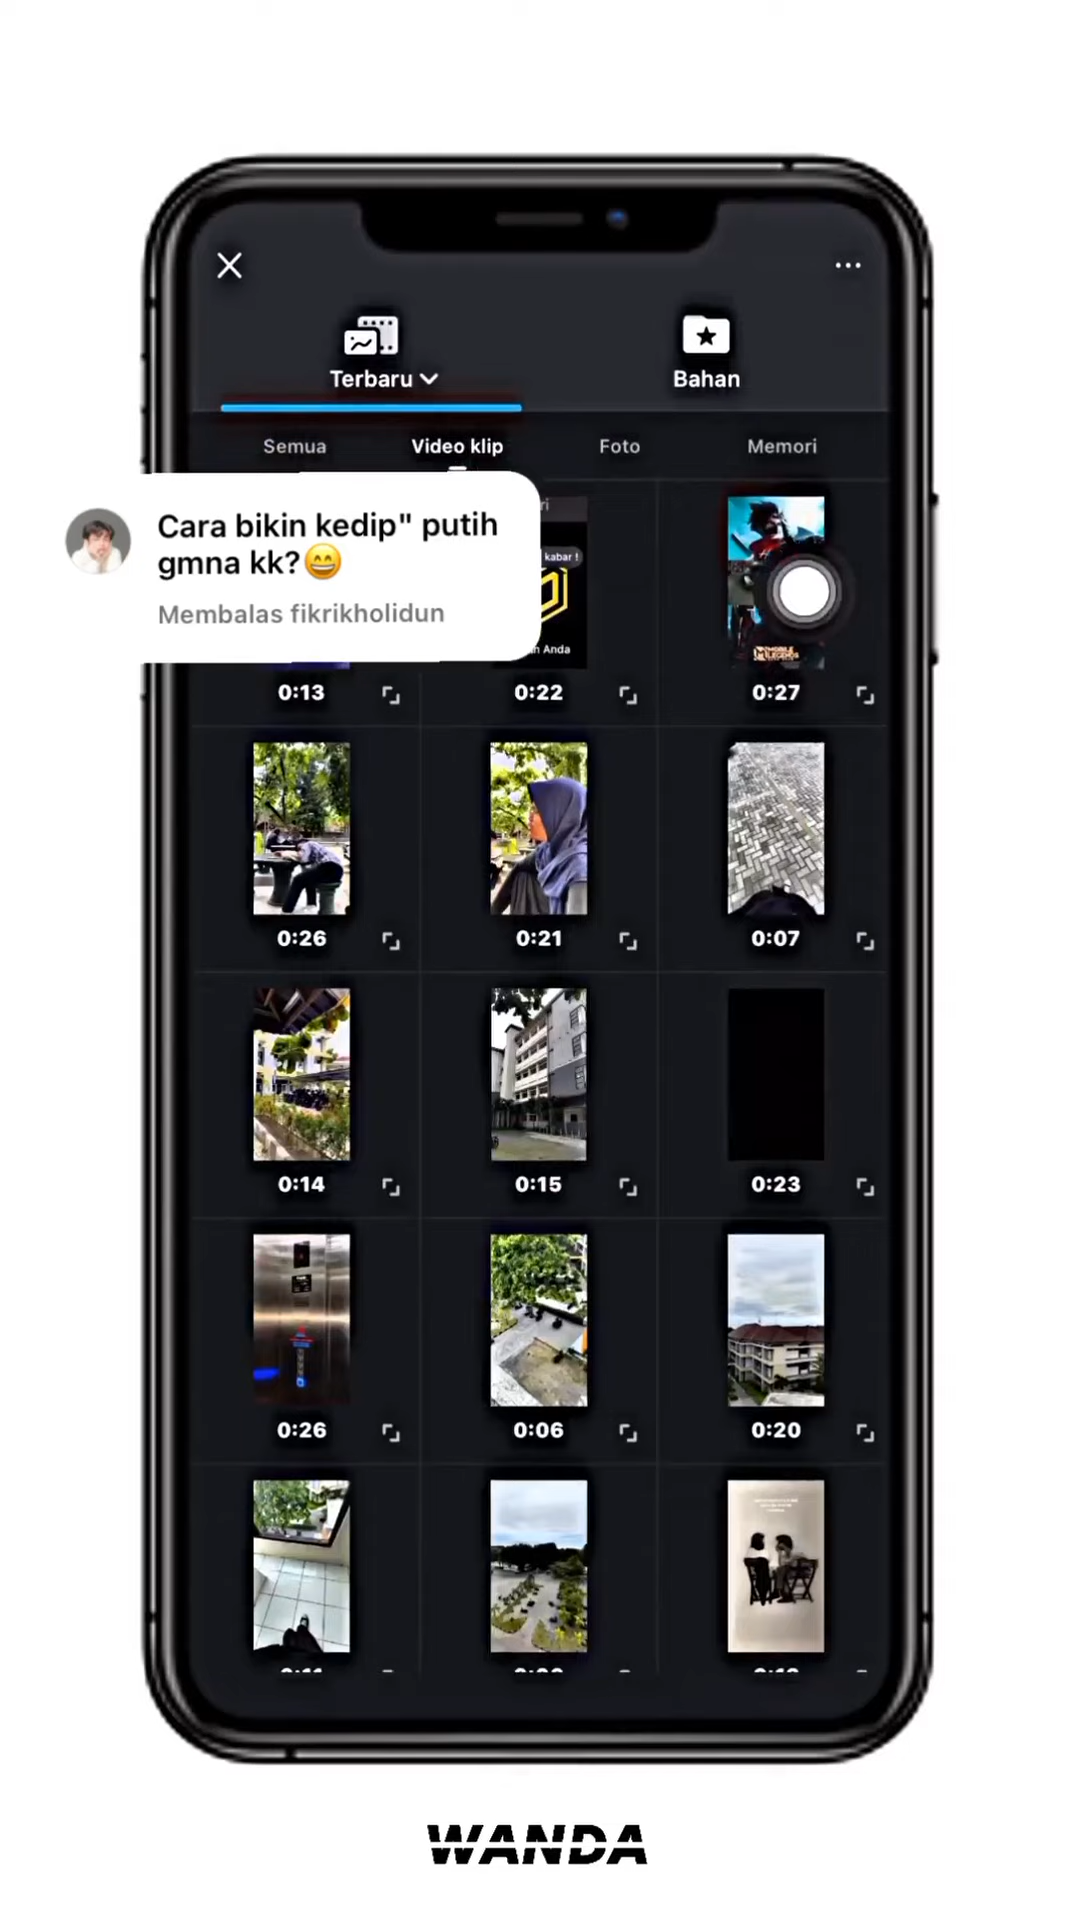 Terbaru
Bahan
Semua
Video klip
Foto
Memori
Cara bikin kedip" putih
gmna kk?😄
Membalas fikrikholidun
kabar !
Anda
MOBILE
LEGENDS
0:13
0:22
0:27
0:26
0:21
0:07
0:14
0:15
0:23
0:26
0:06
0:20
WANDA